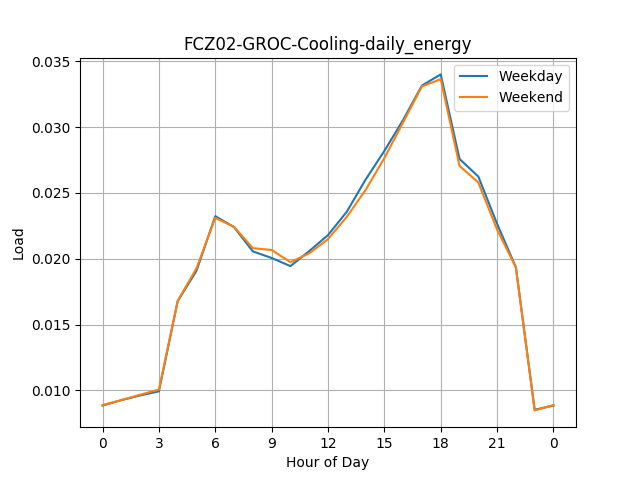 FCZ02-GROC-Cooling-daily_energy
0.035
0.030
0.025
0.020
0.015
0.010
Load
Weekday
Weekend
0 3 6 9 12 15 18 21 0
Hour of Day